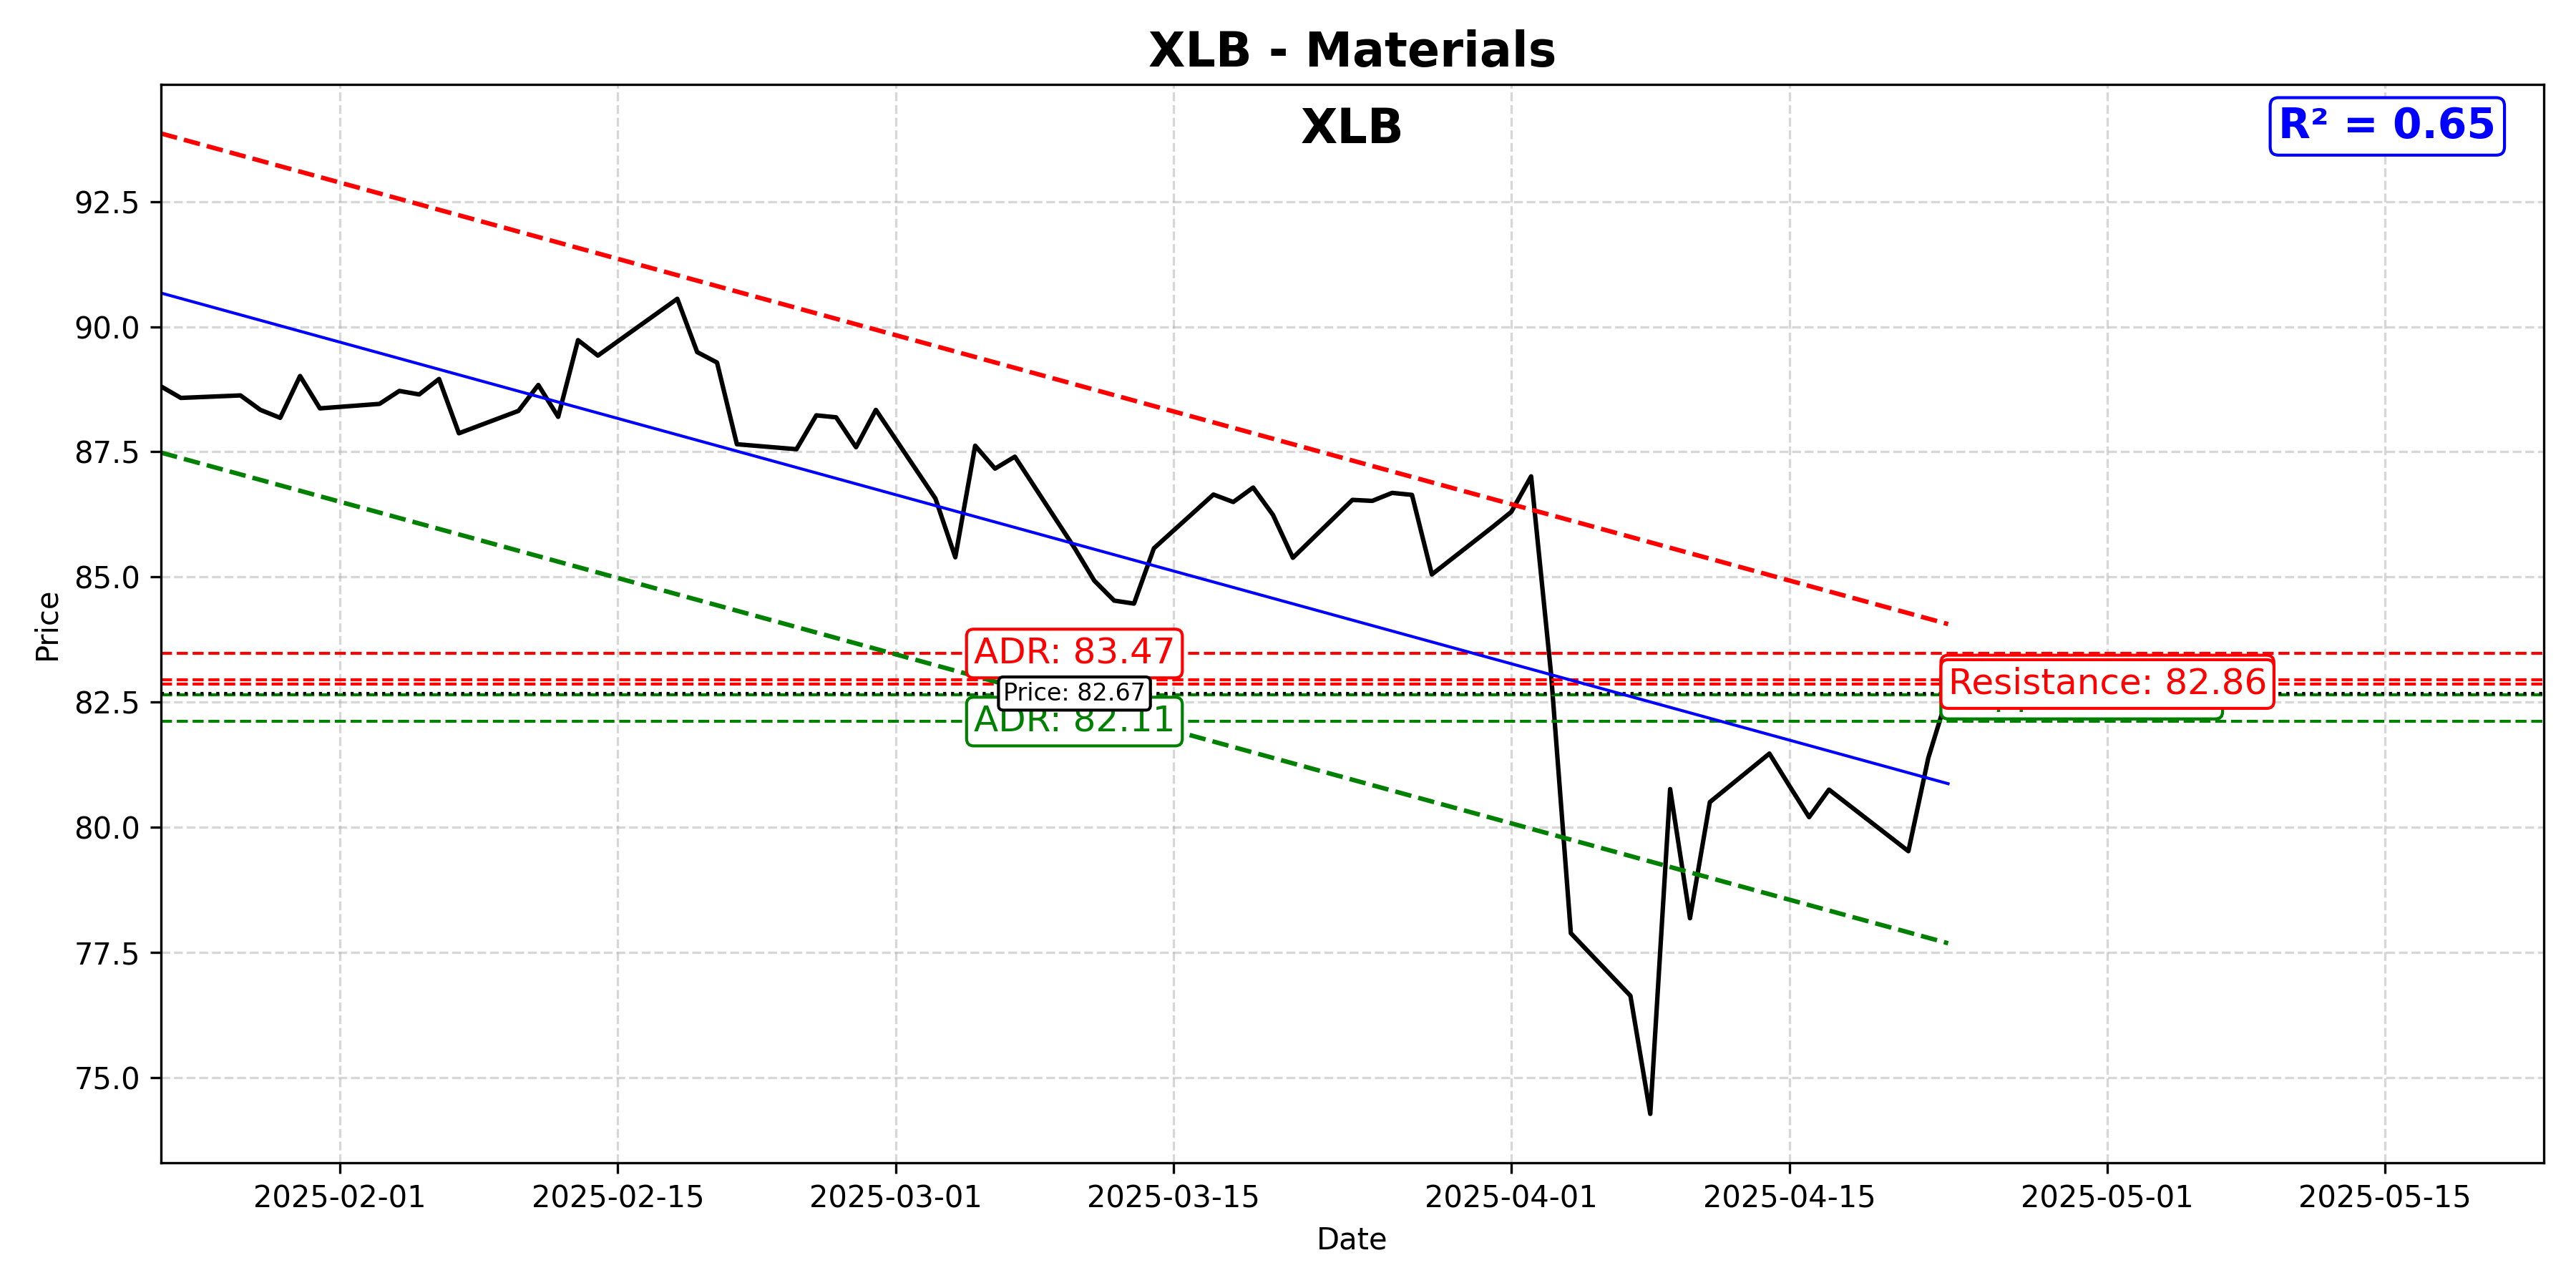 XLB - Materials
XLB
R² = 0.65
92.5
90.0
87.5
85.0
82.5
80.0
77.5
75.0
Price
ADR: 83.47
Price: 82.67
ADR: 82.11
Resistance: 82.86
2025-02-01
2025-02-15
2025-03-01
2025-03-15
2025-04-01
2025-04-15
2025-05-01
2025-05-15
Date